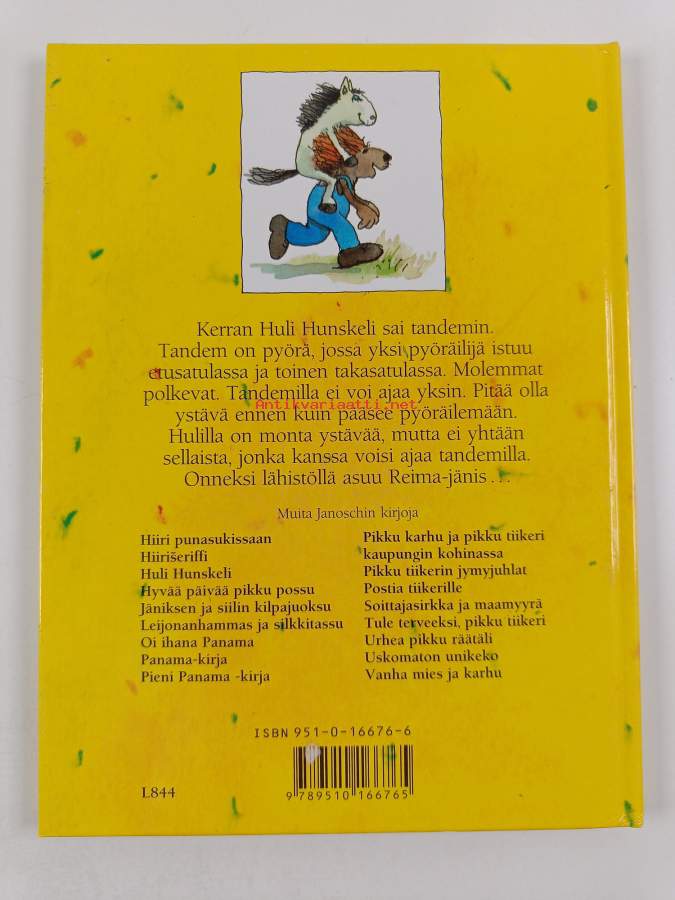 Kerran Huli Hunskeli sai tandemin.
Tandem on pyörä, jossa yksi pyöräilijä istuu
etusatulassa ja toinen takasatulassa. Molemmat
polkevat. Tandemilla ei voi ajaa yksin. Pitää olla
ystävä ennen kuin pääsee pyöräilemään.
Antikvariaatti.net
Hulilla on monta ystävää, mutta ei yhtään
sellaista, jonka kanssa voisi ajaa tandemilla.
Onneksi lähistöllä asuu Reima-jänis...
Muita Janoschin kirjoja
Hiiri punasukissaan
Hiirišeriffi
Huli Hunskeli
Hyvää päivää pikku possu
Jäniksen ja siilin kilpajuoksu
Leijonanhammas ja silkkitassu
Oi ihana Panama
Panama-kirja
Pieni Panama -kirja
Pikku karhu ja pikku tiikeri
kaupungin kohinassa
Pikku tiikerin jymyjuhlat
Postia tiikerille
Soittajasirkka ja maamyyrä
Tule terveeksi, pikku tiikeri
Urhea pikku räätäli
Uskomaton unikeko
Vanha mies ja karhu
ISBN 951-0-16676-6
9 789510 166765
L844